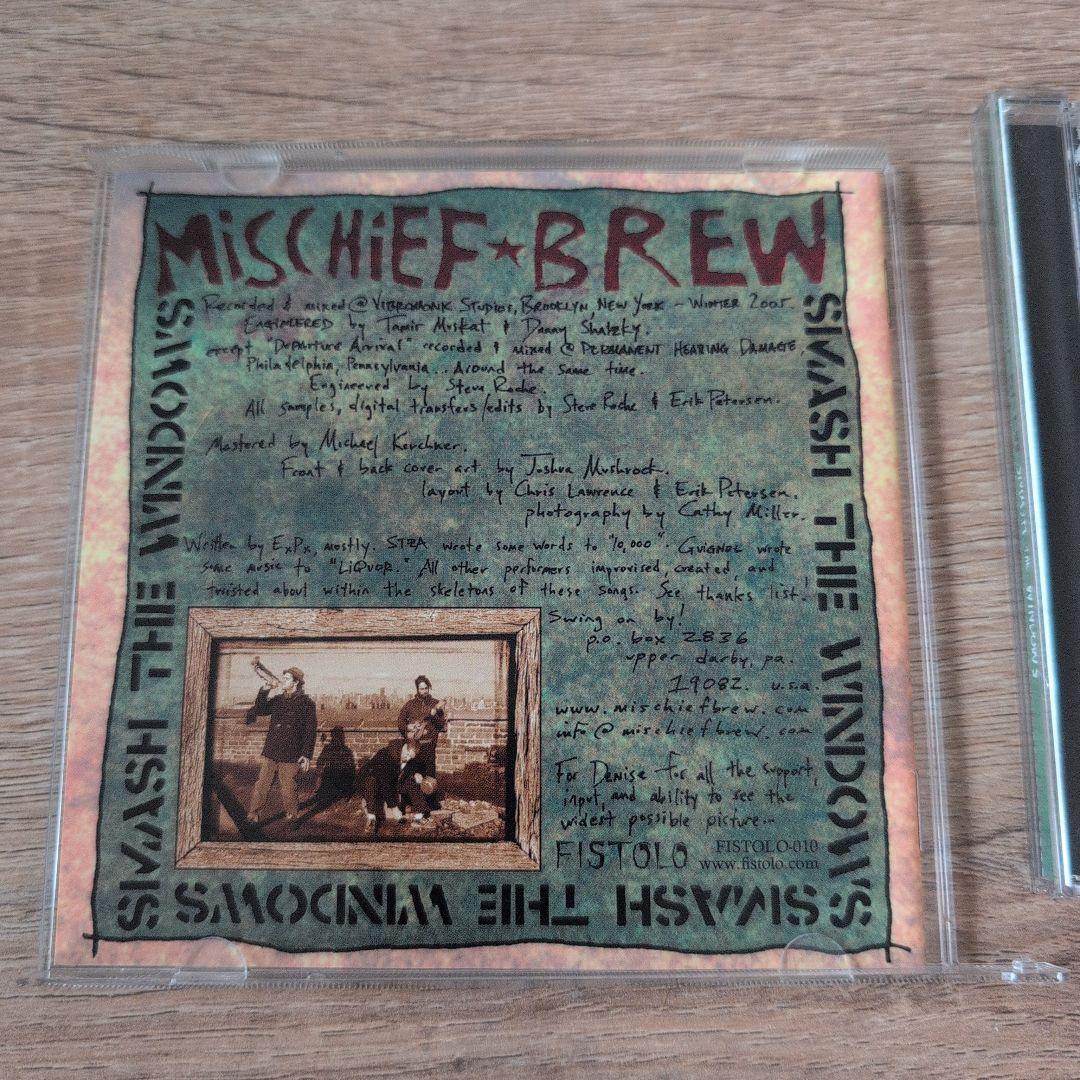 MiSCHiEF ★ BREW
Recorded & mixed @ VIBROMONK STUDIOS, BROOKLYN, NEW YORK ~ WINTER 2005
ENGINEERED by Tamir Muskat & Danny Shatzky.
except "Departure Arrival" recorded & mixed @ PERMANENT HEARING DAMAGE,
Philadelphia, Pennsylvania... Around the same time.
Engineered by Steve Roche.
All samples, digital transfers/edits by Steve Roche & Erik Petersen.
Mastered by Michael Kerchner.
Front & back cover art by Joshua Mushrock.
layout by Chris Lawrence & Erik Petersen.
photography by Cathy Miller.
Written by ExPx, mostly. STZA wrote some words to "10,000". GUIGNOL wrote
some music to "LiQUOR." All other performers improvised, created, and
twisted about within the skeletons of these songs. See thanks list!
Swing on by!
p.o. box 2836
upper darby, pa.
19082. u.s.a.
www.mischiefbrew.com
info@mischiefbrew.com
For Denise for all the support,
input, and ability to see the
widest possible picture...
FISTOLO
FISTOLO-010
www.fistolo.com
SMASH THE WINDOWS
SMASH THE WINDOWS
SMASH THE WINDOWS